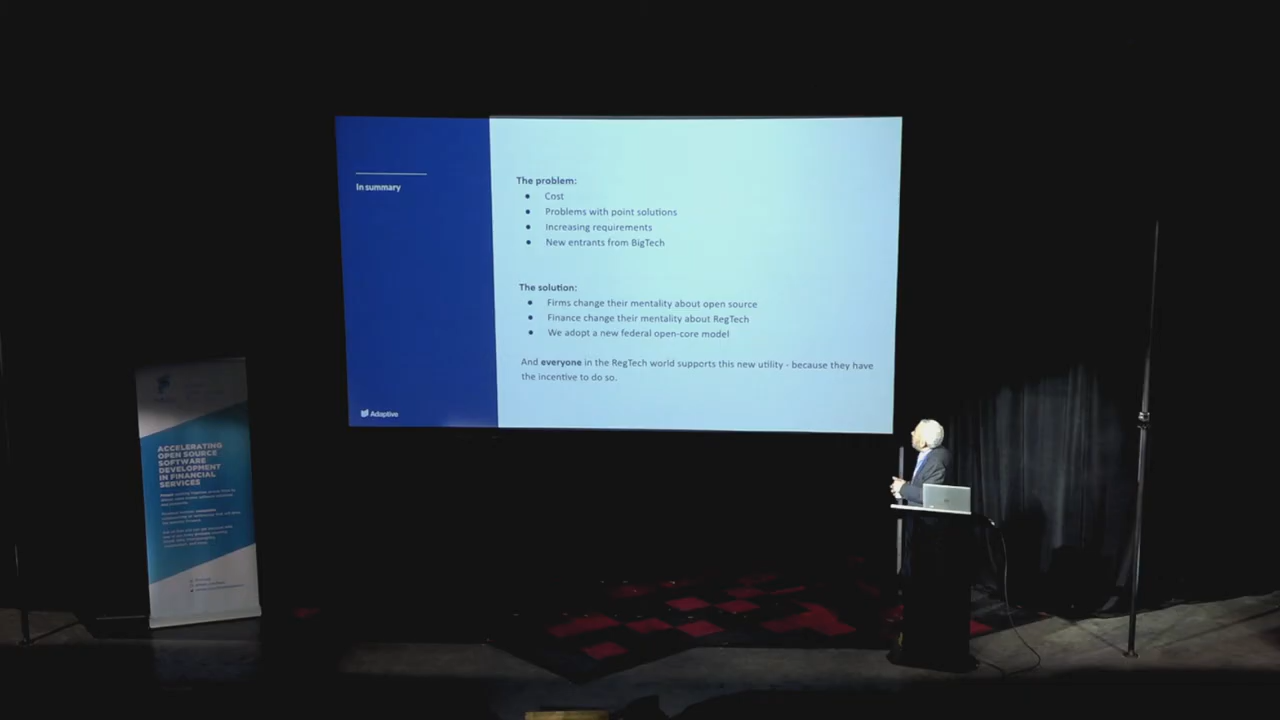 In summary
The problem:
● Cost
● Problems with point solutions
● Increasing requirements
● New entrants from BigTech
The solution:
● Firms change their mentality about open source
● Finance change their mentality about RegTech
● We adopt a new federal open-core model
And everyone in the RegTech world supports this new utility - because they have
the incentive to do so.
Adaptive
ACCELERATING
OPEN SOURCE
SOFTWARE
DEVELOPMENT
IN FINANCIAL
SERVICES